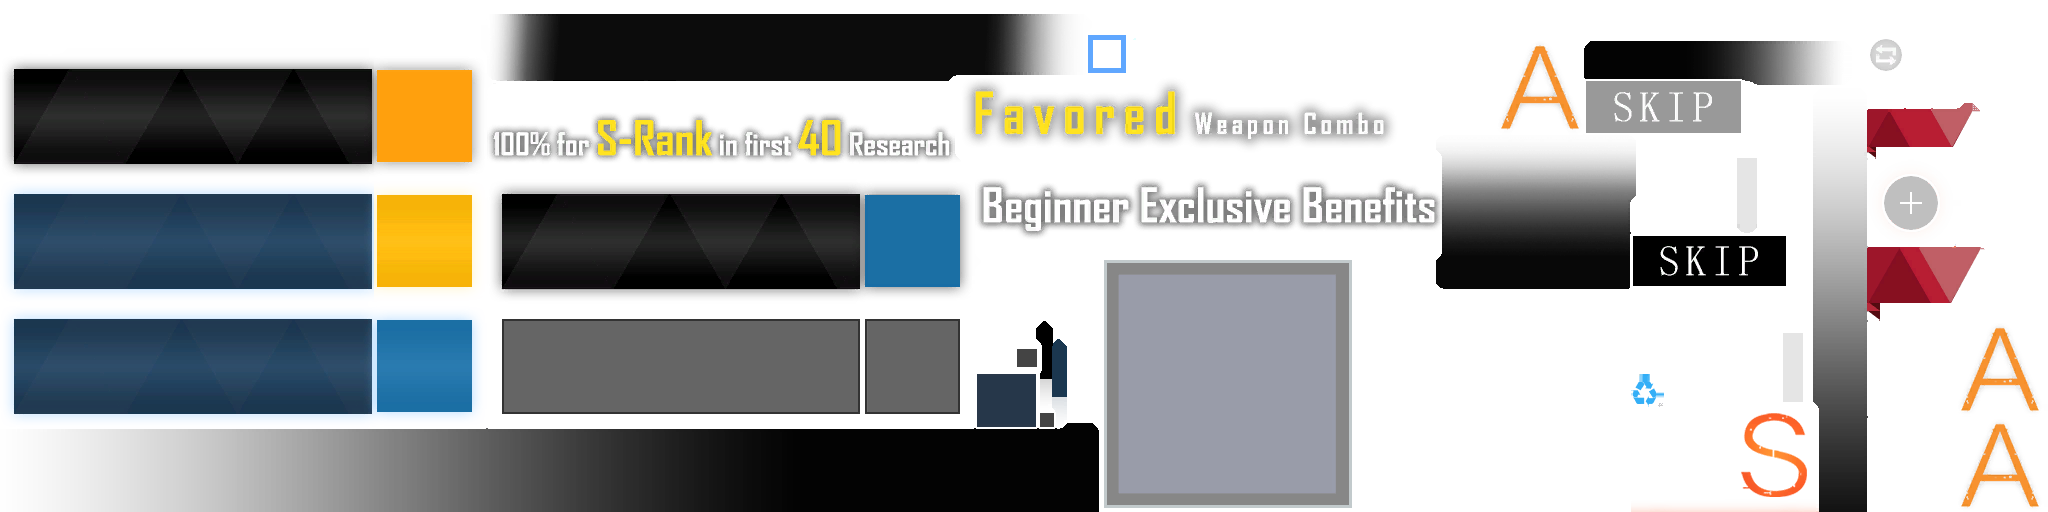 100% for S-Rank in first 40 Research
Favored Weapon Combo
Beginner Exclusive Benefits
A
SKIP
SKIP
S
A
A